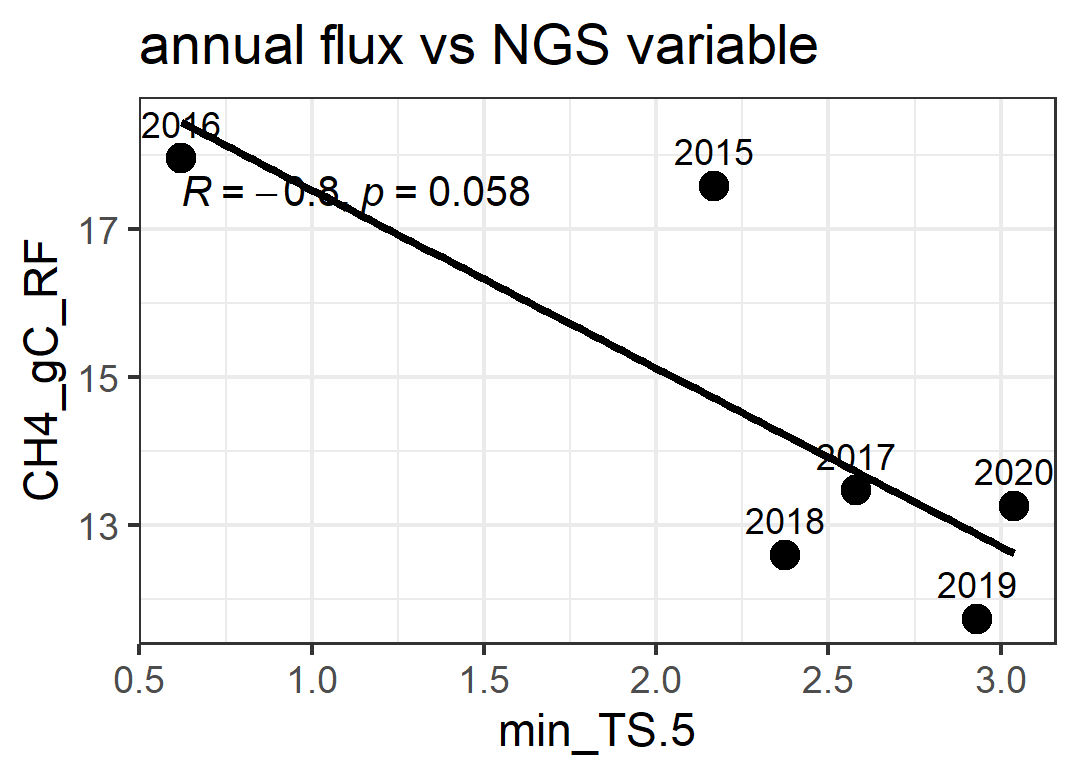 annual flux vs NGS variable
2016
2015
R = −0.8, p = 0.058
17
CH4_gC_RF
15
2017
2020
13
2018
2019
0.5 1.0 1.5 2.0 2.5 3.0
min_TS.5